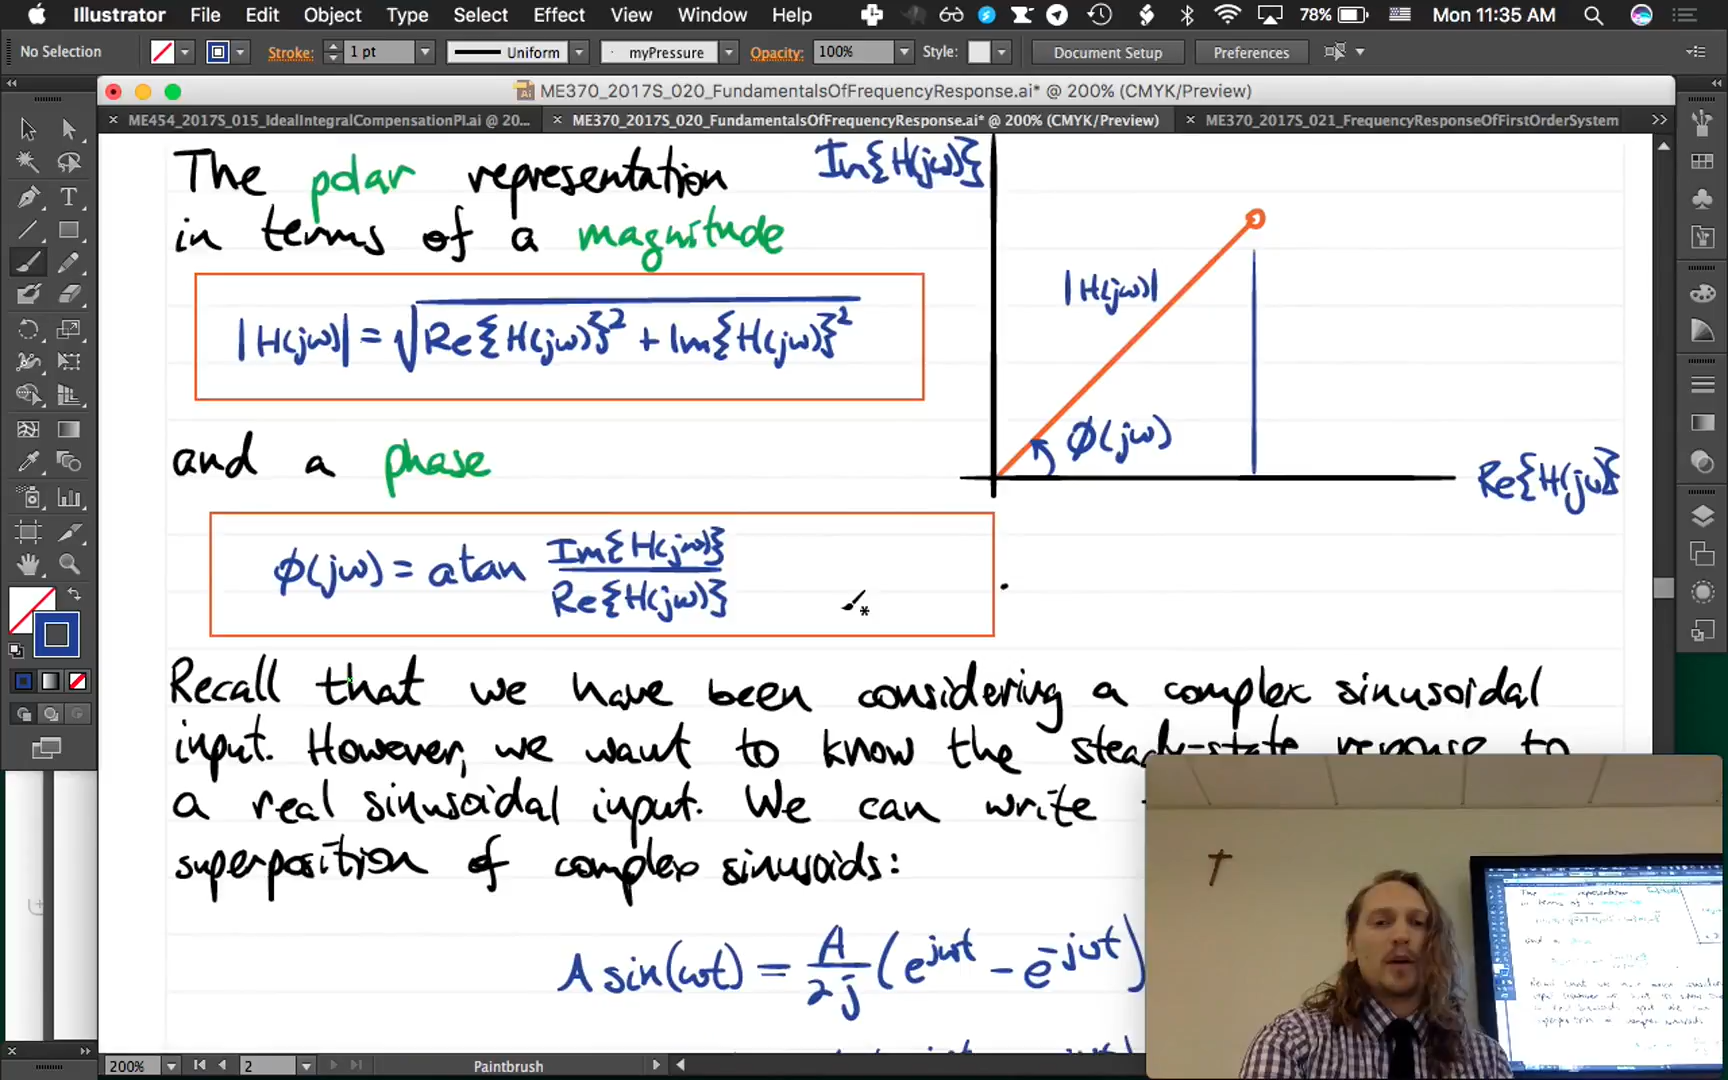 Illustrator File Edit Object Type Select Effect View Window Help 78% Mon 11:35 AM
No Selection Stroke: 1 pt Uniform myPressure Opacity: 100% Style: Document Setup Preferences
ME370_2017S_020_FundamentalsOfFrequencyResponse.ai* @ 200% (CMYK/Preview)
ME454_2017S_015_IdealIntegralCompensationPI.ai @ 20... ME370_2017S_020_FundamentalsOfFrequencyResponse.ai* @ 200% (CMYK/Preview) ME370_2017S_021_FrequencyResponseOfFirstOrderSystem
The polar representation
in terms of a magnitude
|H(jω)| = √Re{H(jω)}² + Im{H(jω)}²
and a phase
φ(jω) = atan Im{H(jω)}
Re{H(jω)} .
Im{H(jω)}
|H(jω)|
φ(jω)
Re{H(jω)}
Recall that we have been considering a complex sinusoidal
input. However, we want to know the steady-state response to
a real sinusoidal input. We can write
superposition of complex sinusoids:
A sin(ωt) = A/2j (e^jωt - e^-jωt)
200% 2 Paintbrush